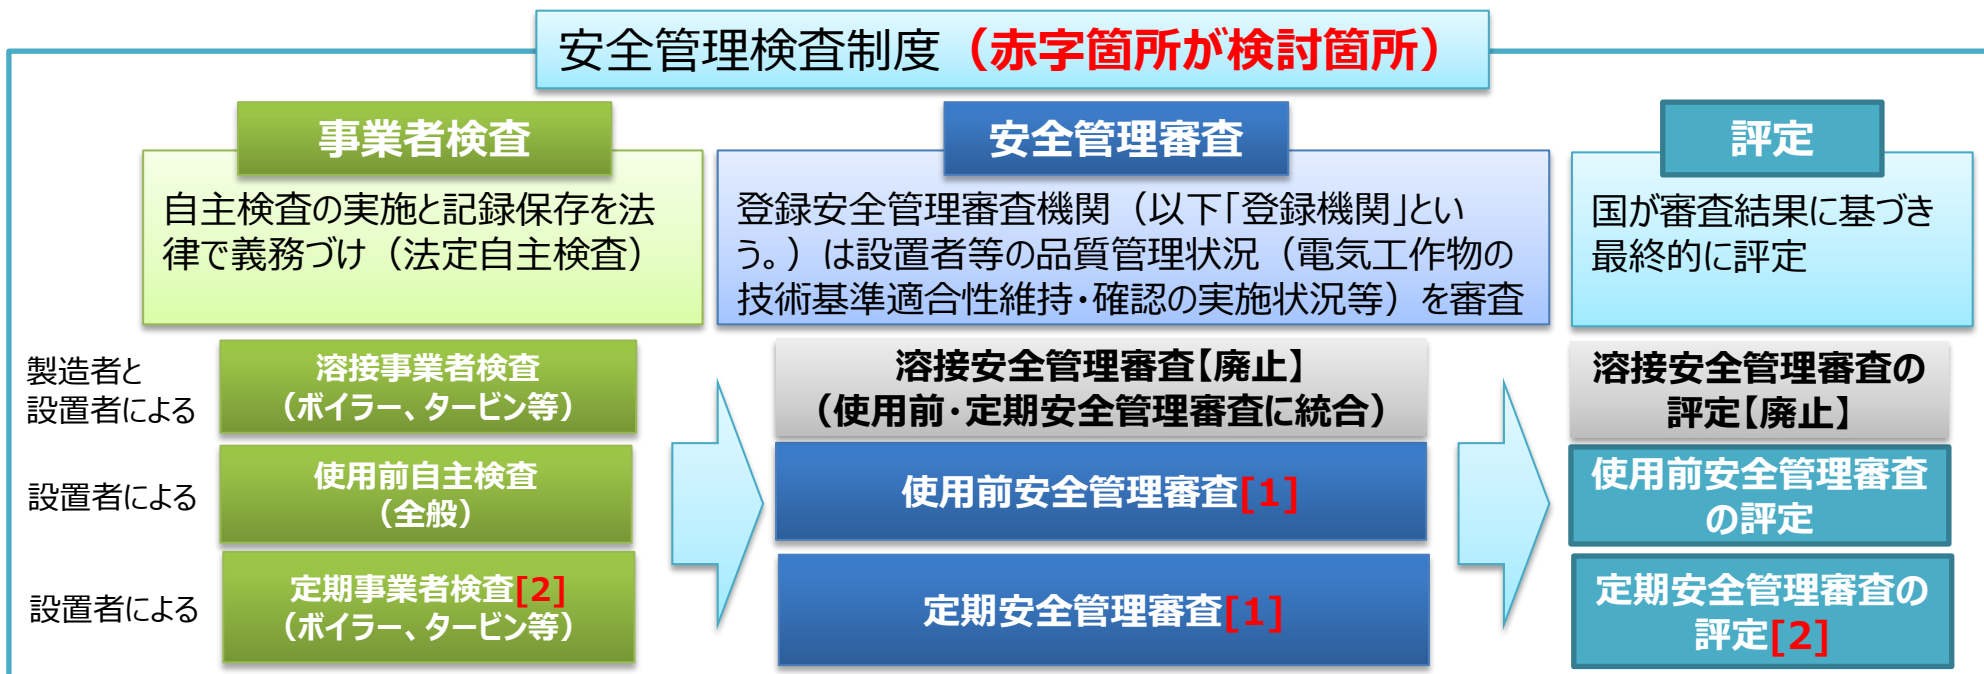 安全管理検査制度（赤字箇所が検討箇所）
事業者検査
自主検査の実施と記録保存を法
律で義務づけ（法定自主検査）
安全管理審査
登録安全管理審査機関（以下「登録機関」とい
う。）は設置者等の品質管理状況（電気工作物の
技術基準適合性維持・確認の実施状況等）を審査
評定
国が審査結果に基づき
最終的に評定
製造者と
設置者による
溶接事業者検査
（ボイラー、タービン等）
溶接安全管理審査【廃止】
（使用前・定期安全管理審査に統合）
溶接安全管理審査の
評定【廃止】
設置者による
使用前自主検査
（全般）
使用前安全管理審査[1]
使用前安全管理審査
の評定
設置者による
定期事業者検査[2]
（ボイラー、タービン等）
定期安全管理審査[1]
定期安全管理審査の
評定[2]